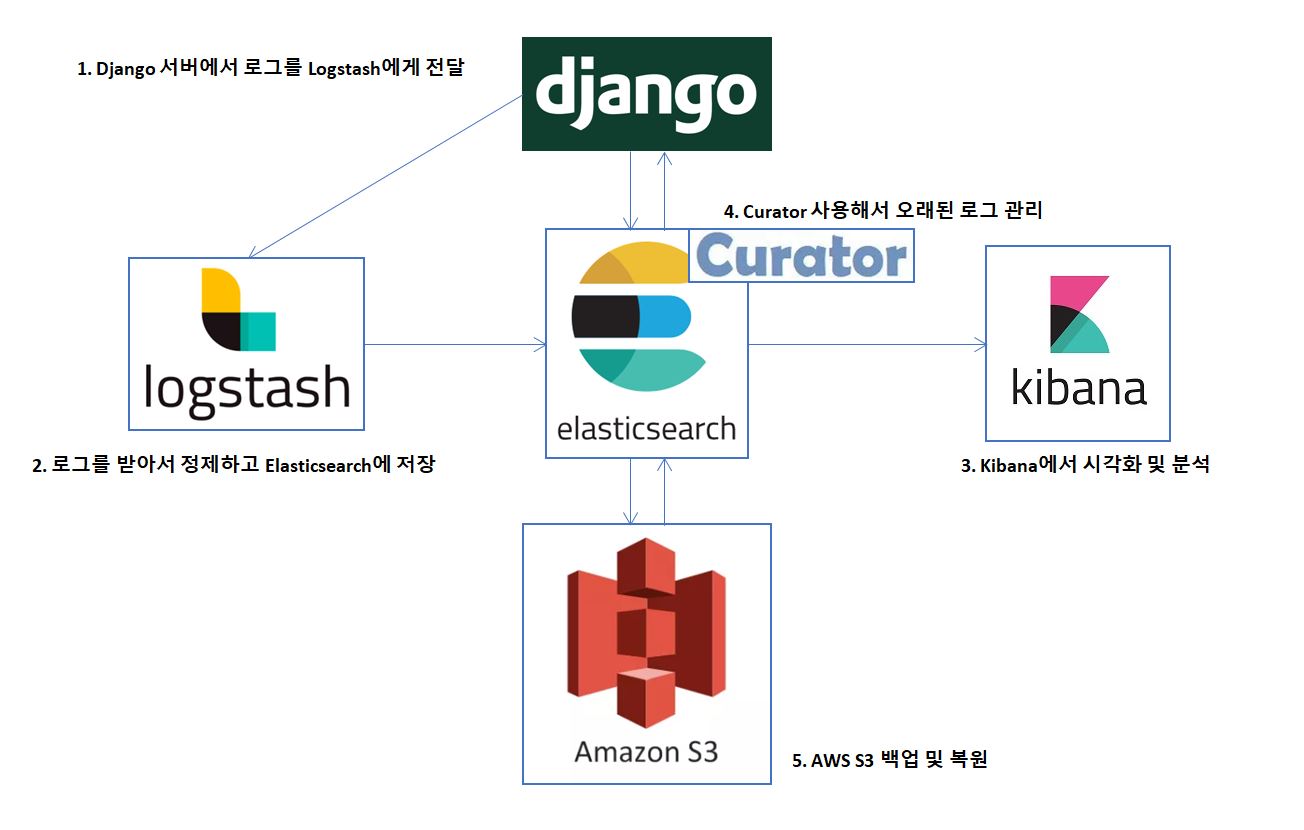 1. Django 서버에서 로그를 Logstash에게 전달
django
4. Curator 사용해서 오래된 로그 관리
Curator
logstash
elasticsearch
kibana
2. 로그를 받아서 정제하고 Elasticsearch에 저장
3. Kibana에서 시각화 및 분석
Amazon S3
5. AWS S3 백업 및 복원